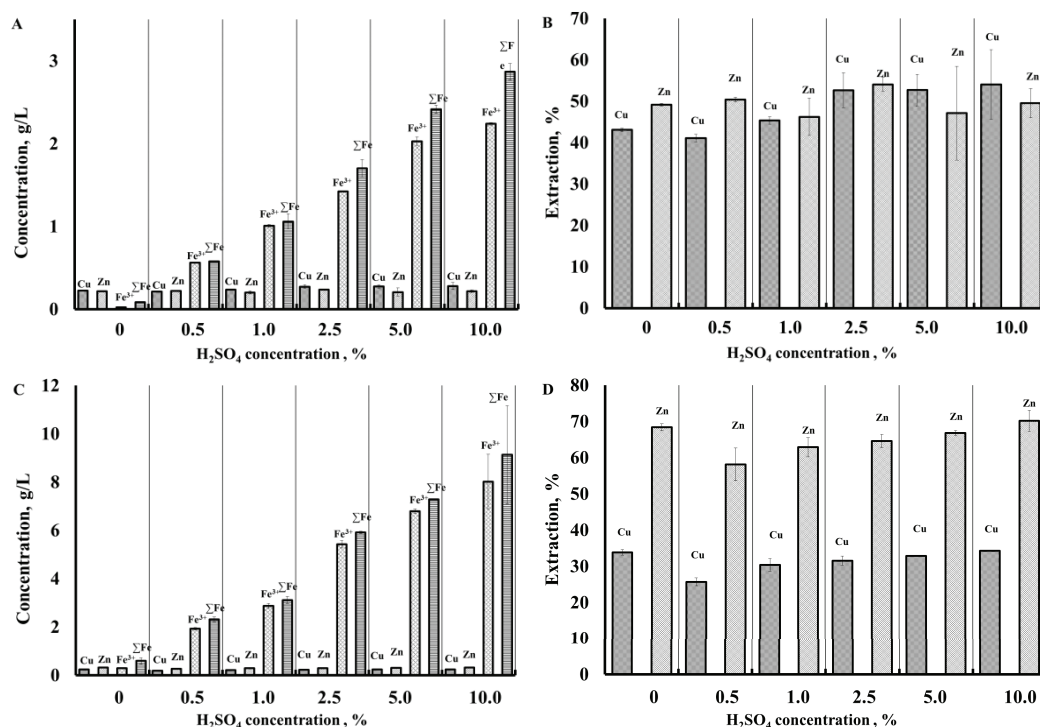 A
Concentration, g/L
3
2
1
0
Cu Zn Fe³⁺ ∑Fe
Cu Zn Fe³⁺ ∑Fe
Cu Zn Fe³⁺ ∑Fe
Cu Zn Fe³⁺ ∑Fe
Cu Zn Fe³⁺ ∑Fe
Cu Zn Fe³⁺ ∑F
e
0 0.5 1.0 2.5 5.0 10.0
H₂SO₄ concentration , %
B
Extraction, %
70
60
50
40
30
20
10
0
Cu Zn
Cu Zn
Cu Zn
Cu Zn
Cu Zn
Cu Zn
0 0.5 1.0 2.5 5.0 10.0
H₂SO₄ concentration , %
C
Concentration, g/L
12
10
8
6
4
2
0
Cu Zn Fe³⁺ ∑Fe
Cu Zn Fe³⁺ ∑Fe
Cu Zn Fe³⁺ ∑Fe
Cu Zn Fe³⁺ ∑Fe
Cu Zn Fe³⁺ ∑Fe
Cu Zn Fe³⁺ ∑Fe
0 0.5 1.0 2.5 5.0 10.0
H₂SO₄ concentration , %
D
Extraction, %
80
70
60
50
40
30
20
10
0
Cu Zn
Cu Zn
Cu Zn
Cu Zn
Cu Zn
Cu Zn
0 0.5 1.0 2.5 5.0 10.0
H₂SO₄ concentration , %